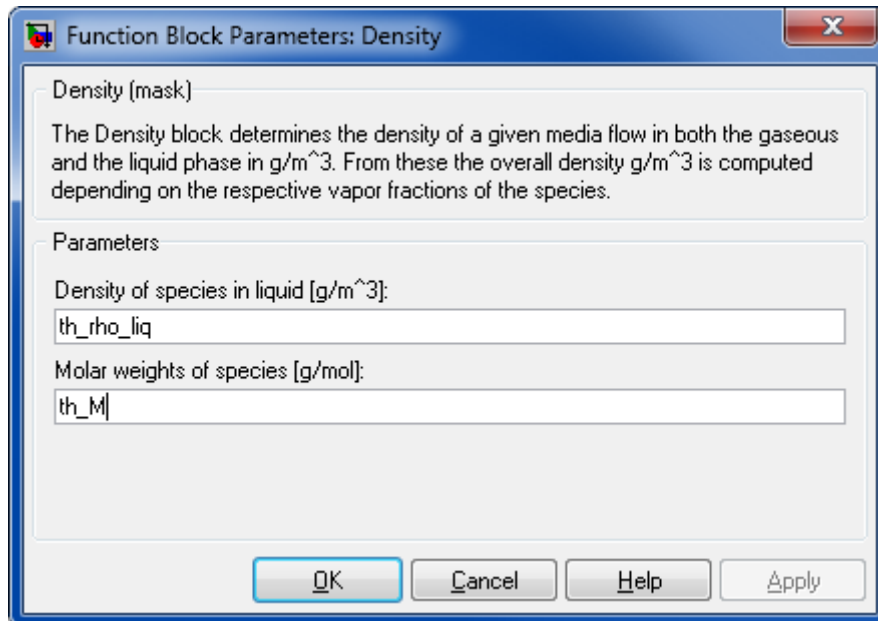 Function Block Parameters: Density
Density (mask)
The Density block determines the density of a given media flow in both the gaseous
and the liquid phase in g/m^3. From these the overall density g/m^3 is computed
depending on the respective vapor fractions of the species.
Parameters
Density of species in liquid [g/m^3]:
th_rho_liq
Molar weights of species [g/mol]:
th_M
OK Cancel Help Apply